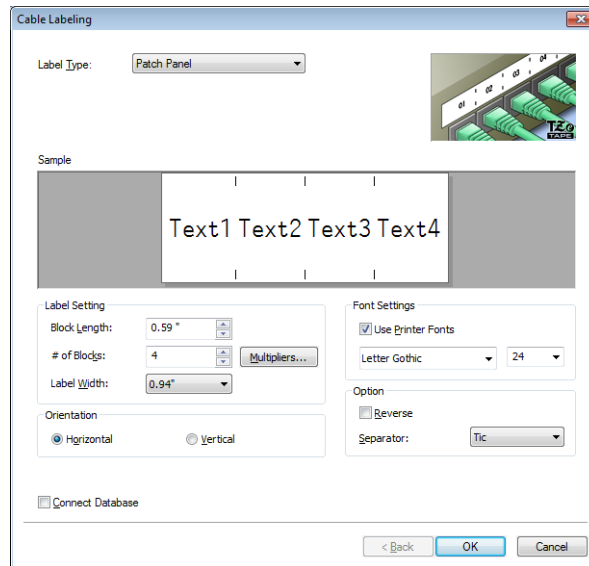 Cable Labeling
Label Type:
Patch Panel
01 02 03 04
TZe
TAPE
Sample
Text1 Text2 Text3 Text4
Label Setting
Block Length:
0.59 "
# of Blocks:
4
Multipliers...
Label Width:
0.94"
Orientation
Horizontal
Vertical
Font Settings
Use Printer Fonts
Letter Gothic
24
Option
Reverse
Separator:
Tic
Connect Database
< Back
OK
Cancel